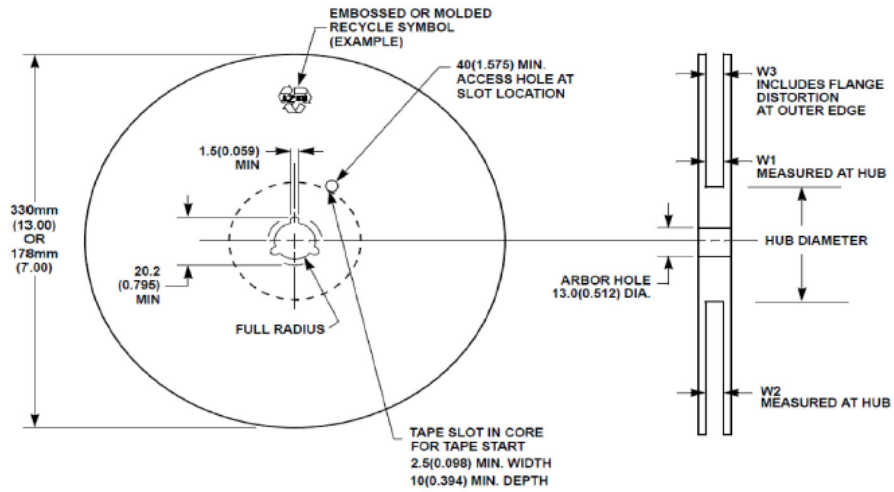 EMBOSSED OR MOLDED
RECYCLE SYMBOL
(EXAMPLE)
40(1.575) MIN.
ACCESS HOLE AT
SLOT LOCATION
W3
INCLUDES FLANGE
DISTORTION
AT OUTER EDGE
1.5(0.059)
MIN
W1
MEASURED AT HUB
330mm
(13.00)
OR
178mm
(7.00)
HUB DIAMETER
20.2
(0.795)
MIN
ARBOR HOLE
13.0(0.512) DIA.
FULL RADIUS
W2
MEASURED AT HUB
TAPE SLOT IN CORE
FOR TAPE START
2.5(0.098) MIN. WIDTH
10(0.394) MIN. DEPTH